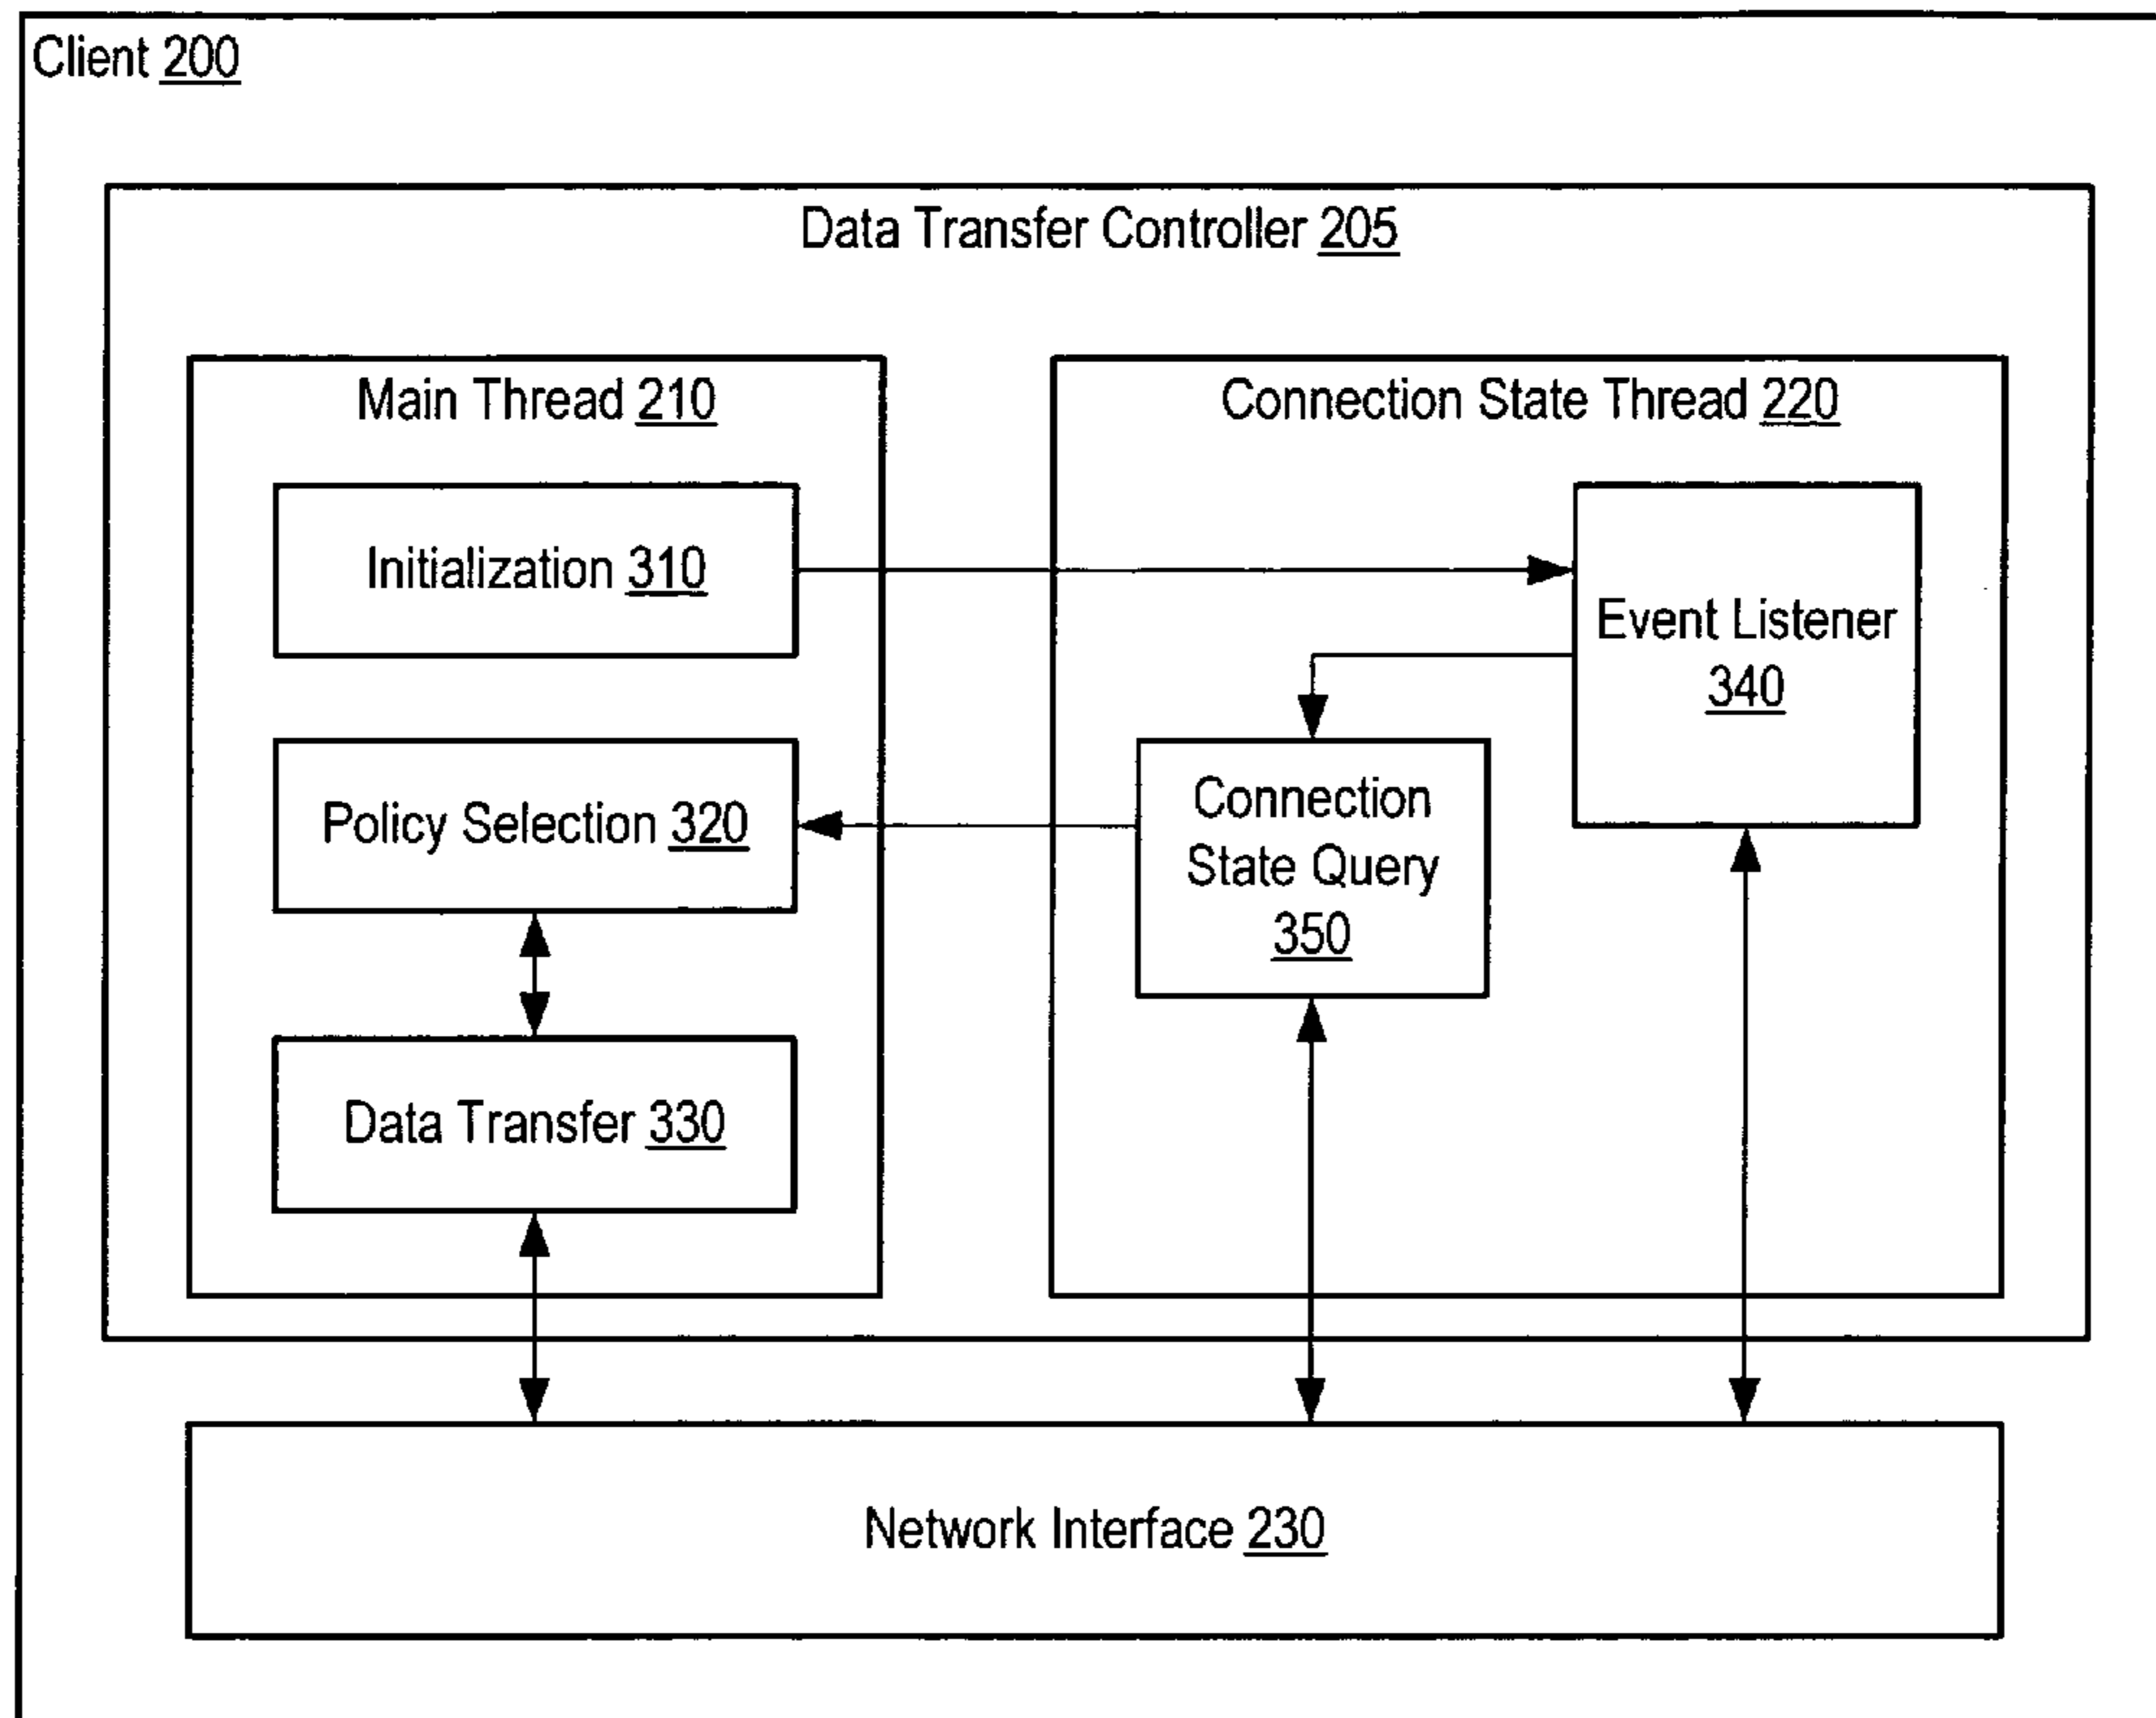 Client 200
Data Transfer Controller 205
Main Thread 210
Initialization 310
Policy Selection 320
Data Transfer 330
Connection State Thread 220
Event Listener
340
Connection
State Query
350
Network Interface 230